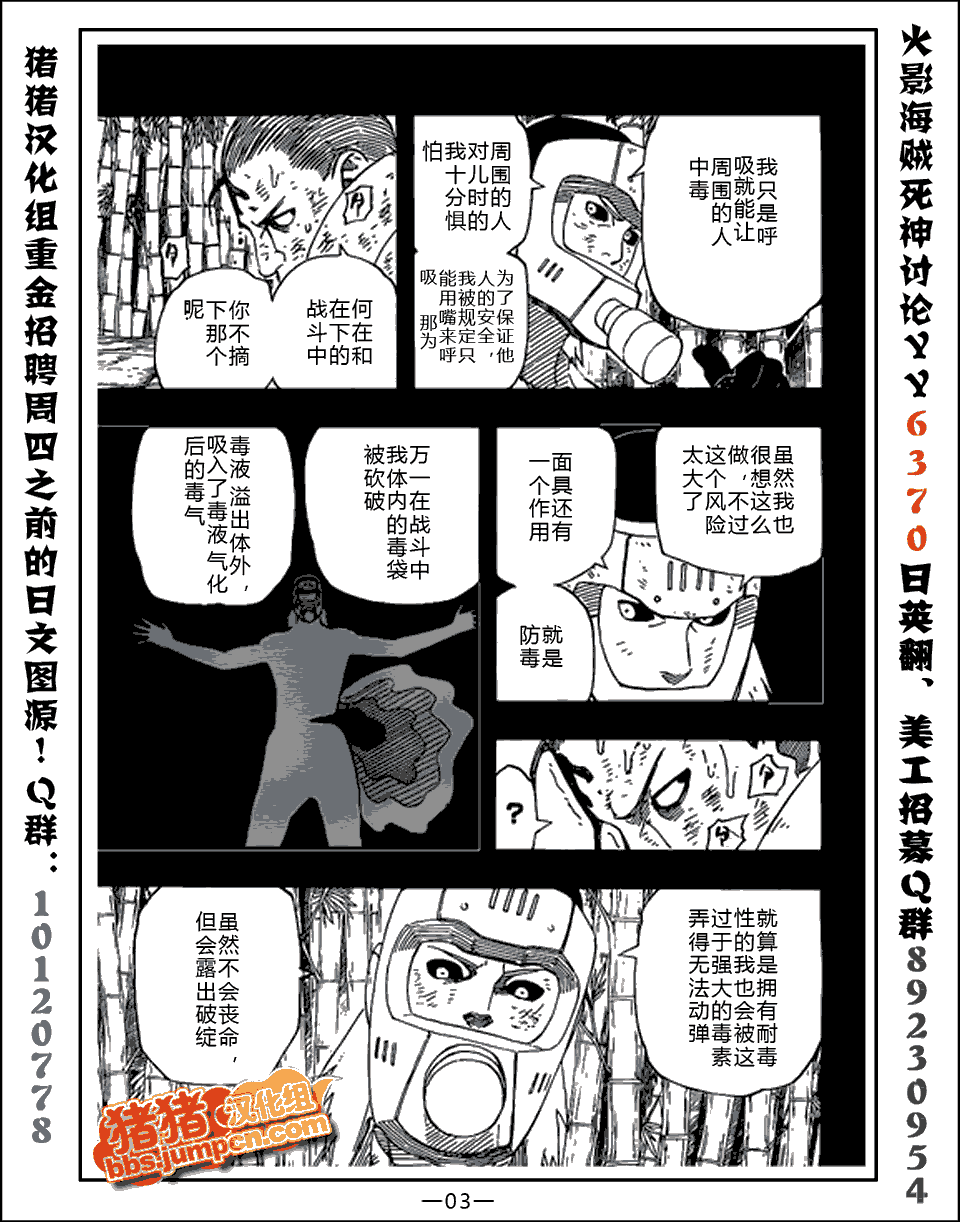 火影海贼死神讨论YY6370日英翻、美工招募Q群892230954
猪猪汉化组重金招聘周四之前的日文图源！Q群：101120778
我只是呼
吸就能让
周围的人
中毒
周围的人
对儿时的
我十分惧
怕
为了保证他
人的安全，
我被规定只
能用嘴来呼
吸 那为
何在和
在下的
战斗中
你不摘
下那个
呢
虽然我也
很想这么
做，不过
这个风险
太大了
面具还有
一个作用
就是
防毒
万一在战斗中
我体内的毒袋
被砍破
毒液 溢出体外，
吸入了毒液气化
后的毒气
？
就算是拥有耐毒
性的我也会被这
过于强大的毒素
弄得无法动弹
虽然不会丧命，
但会露出破绽
猪猪汉化组
bbs.jumpcn.com
—03—